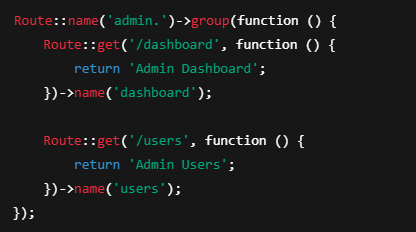 Route::name('admin.')->group(function () {
    Route::get('/dashboard', function () {
        return 'Admin Dashboard';
    })->name('dashboard');

    Route::get('/users', function () {
        return 'Admin Users';
    })->name('users');
});